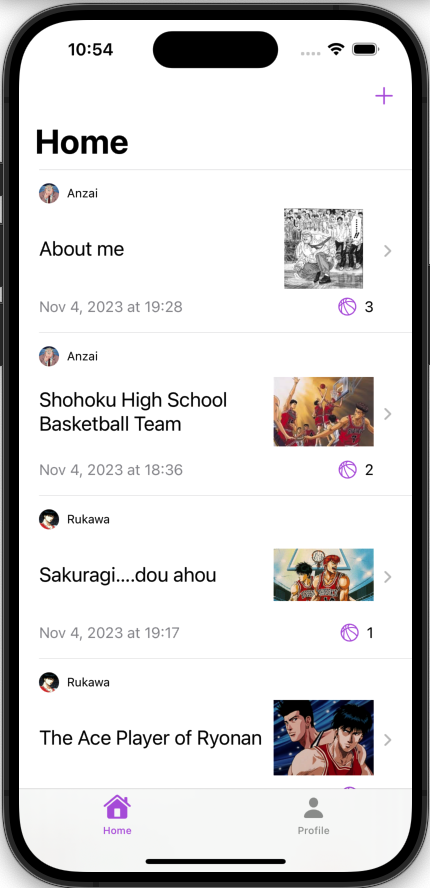 10:54
Home
Anzai
About me
Nov 4, 2023 at 19:28
3
Anzai
Shohoku High School
Basketball Team
Nov 4, 2023 at 18:36
2
Rukawa
Sakuragi....dou ahou
Nov 4, 2023 at 19:17
1
Rukawa
The Ace Player of Ryonan
Home
Profile